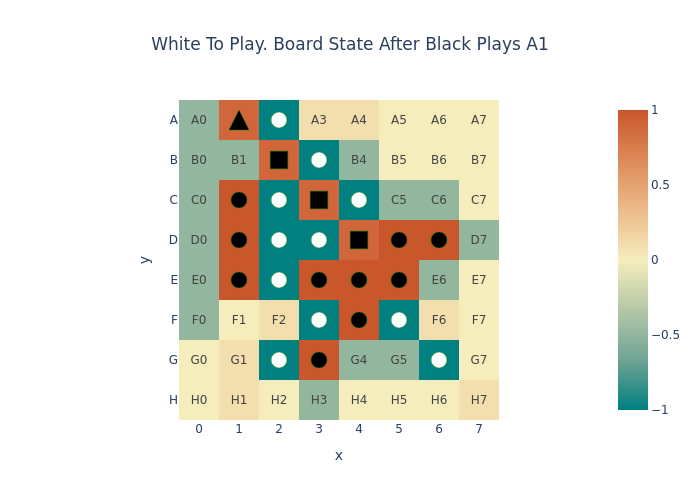 White To Play. Board State After Black Plays A1
A A0 A3 A4 A5 A6 A7
B B0 B1 B4 B5 B6 B7
C C0 C5 C6 C7
D D0 D7
E E0 E6 E7
F F0 F1 F2 F6 F7
G G0 G1 G4 G5 G7
H H0 H1 H2 H3 H4 H5 H6 H7
0 1 2 3 4 5 6 7
x
y
1
0.5
0
−0.5
−1